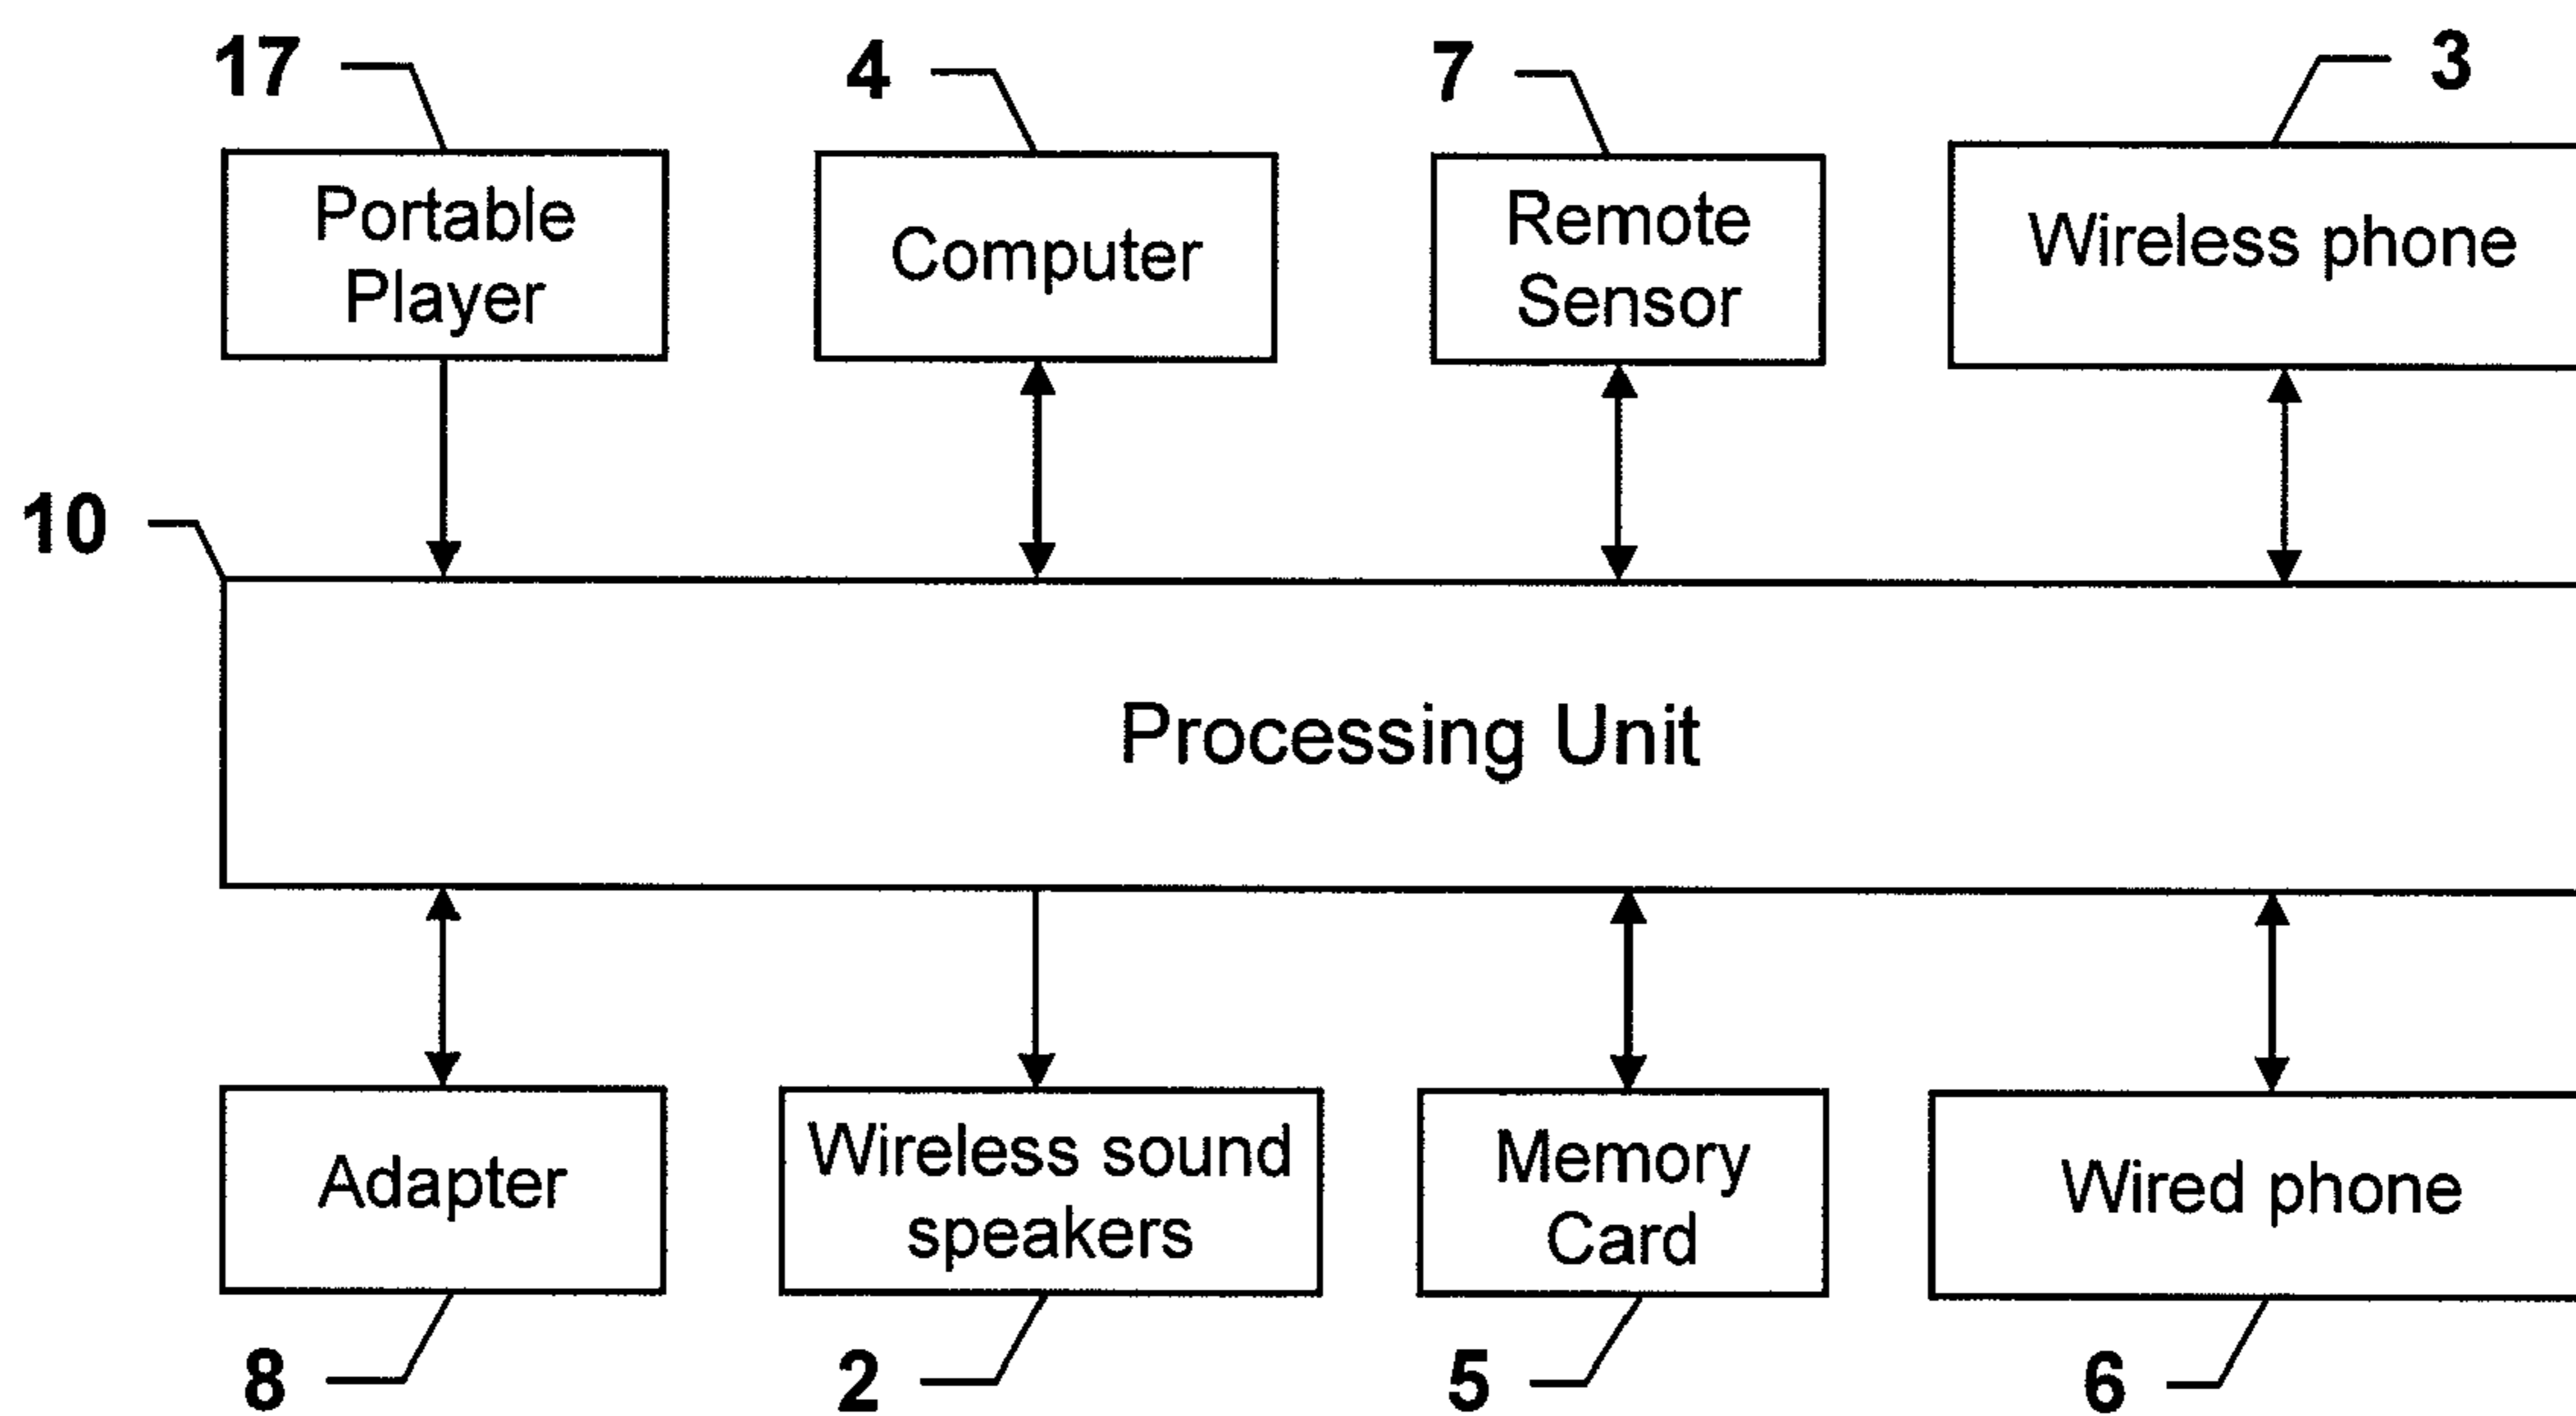 17
4
7
3
Portable
Player
Computer
Remote
Sensor
Wireless phone
10
Processing Unit
Adapter
Wireless sound
speakers
Memory
Card
Wired phone
8
2
5
6